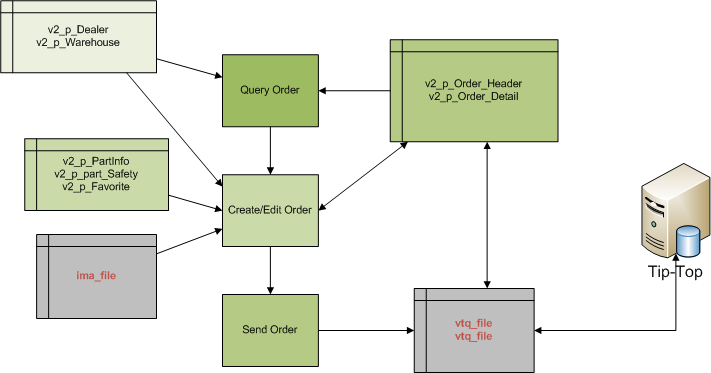 v2_p_Dealer
v2_p_Warehouse
Query Order
v2_p_Order_Header
v2_p_Order_Detail
v2_p_PartInfo
v2_p_part_Safety
v2_p_Favorite
Create/Edit Order
ima_file
Tip-Top
Send Order
vtq_file
vtq_file